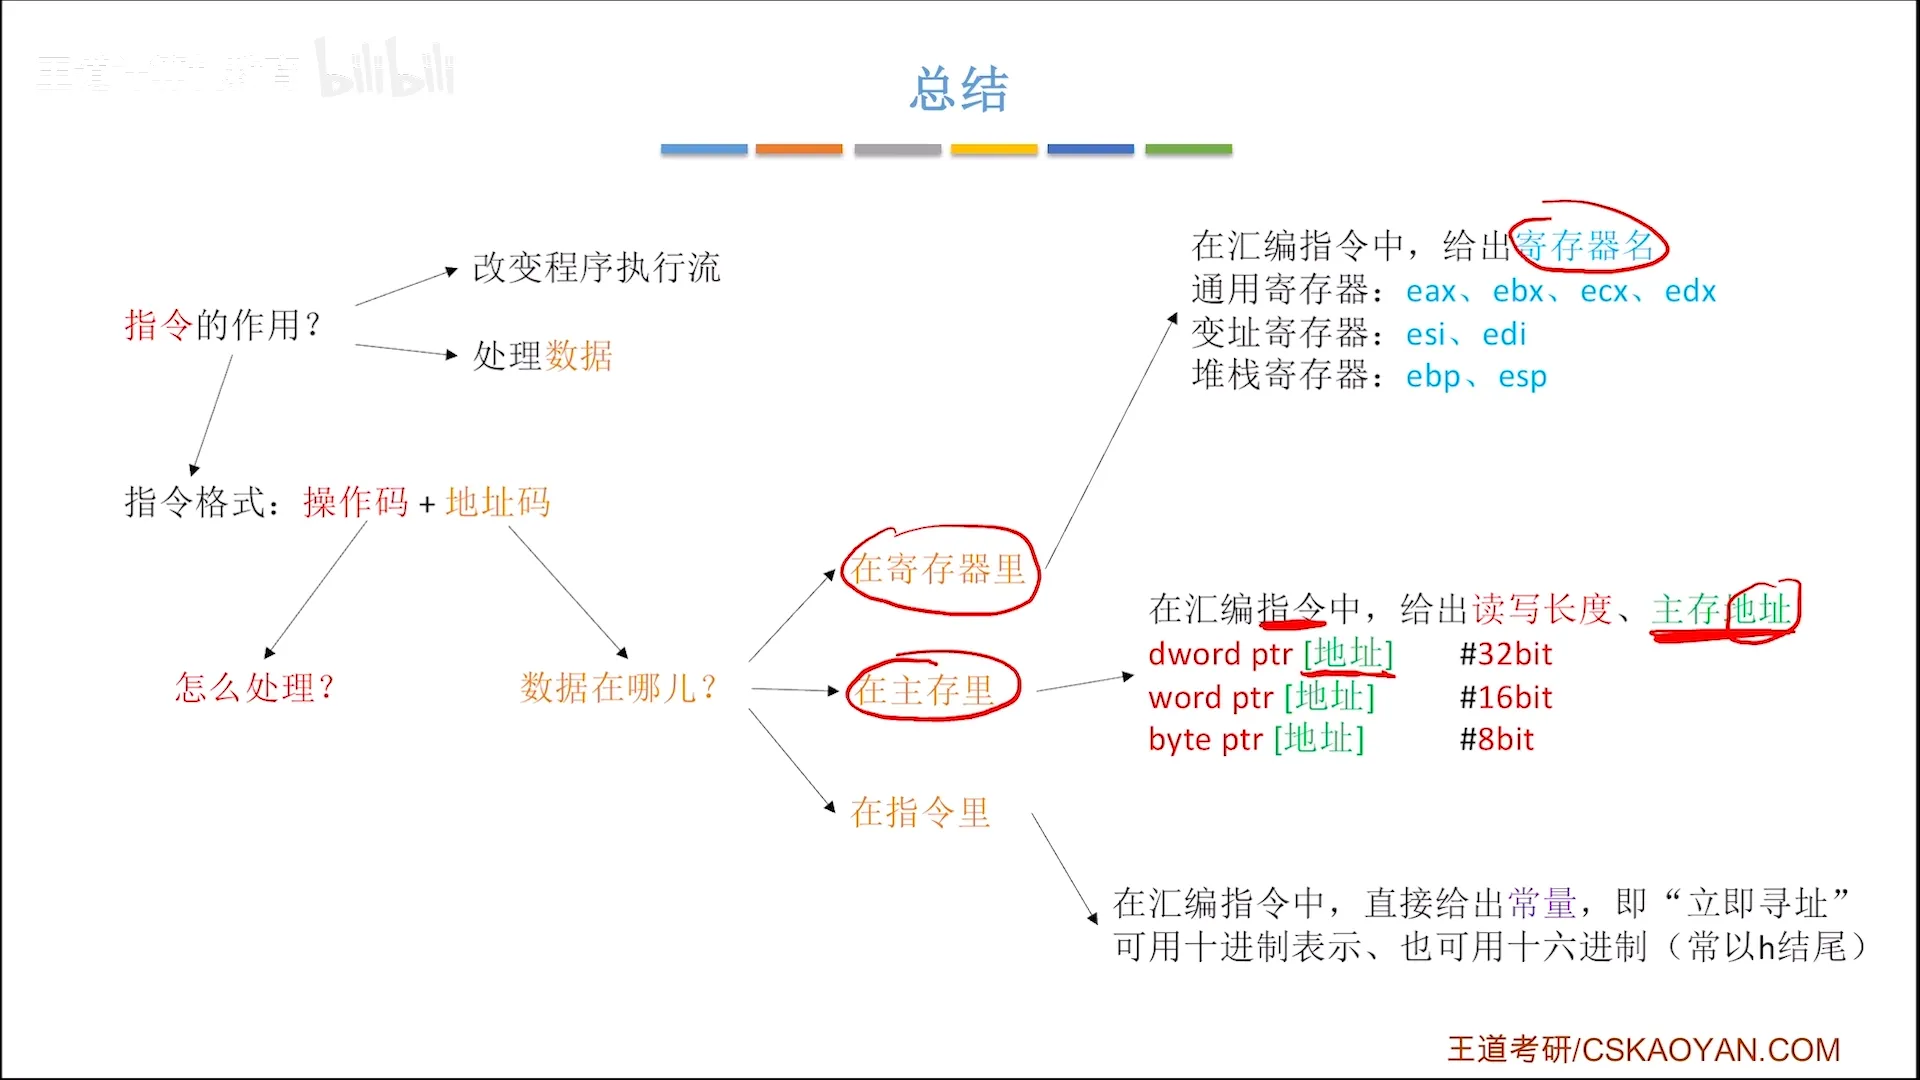 bilibili
总结
改变程序执行流
指令的作用?
处理数据
指令格式：操作码 + 地址码
怎么处理?
数据在哪儿?
在寄存器里
在主存里
在指令里
在汇编指令中，给出寄存器名
通用寄存器：eax、ebx、ecx、edx
变址寄存器：esi、edi
堆栈寄存器：ebp、esp
在汇编指令中，给出读写长度、主存地址
dword ptr [地址] #32bit
word ptr [地址] #16bit
byte ptr [地址] #8bit
在汇编指令中，直接给出常量，即“立即寻址”
可用十进制表示、也可用十六进制（常以h结尾）
王道考研/CSKAOYAN.COM